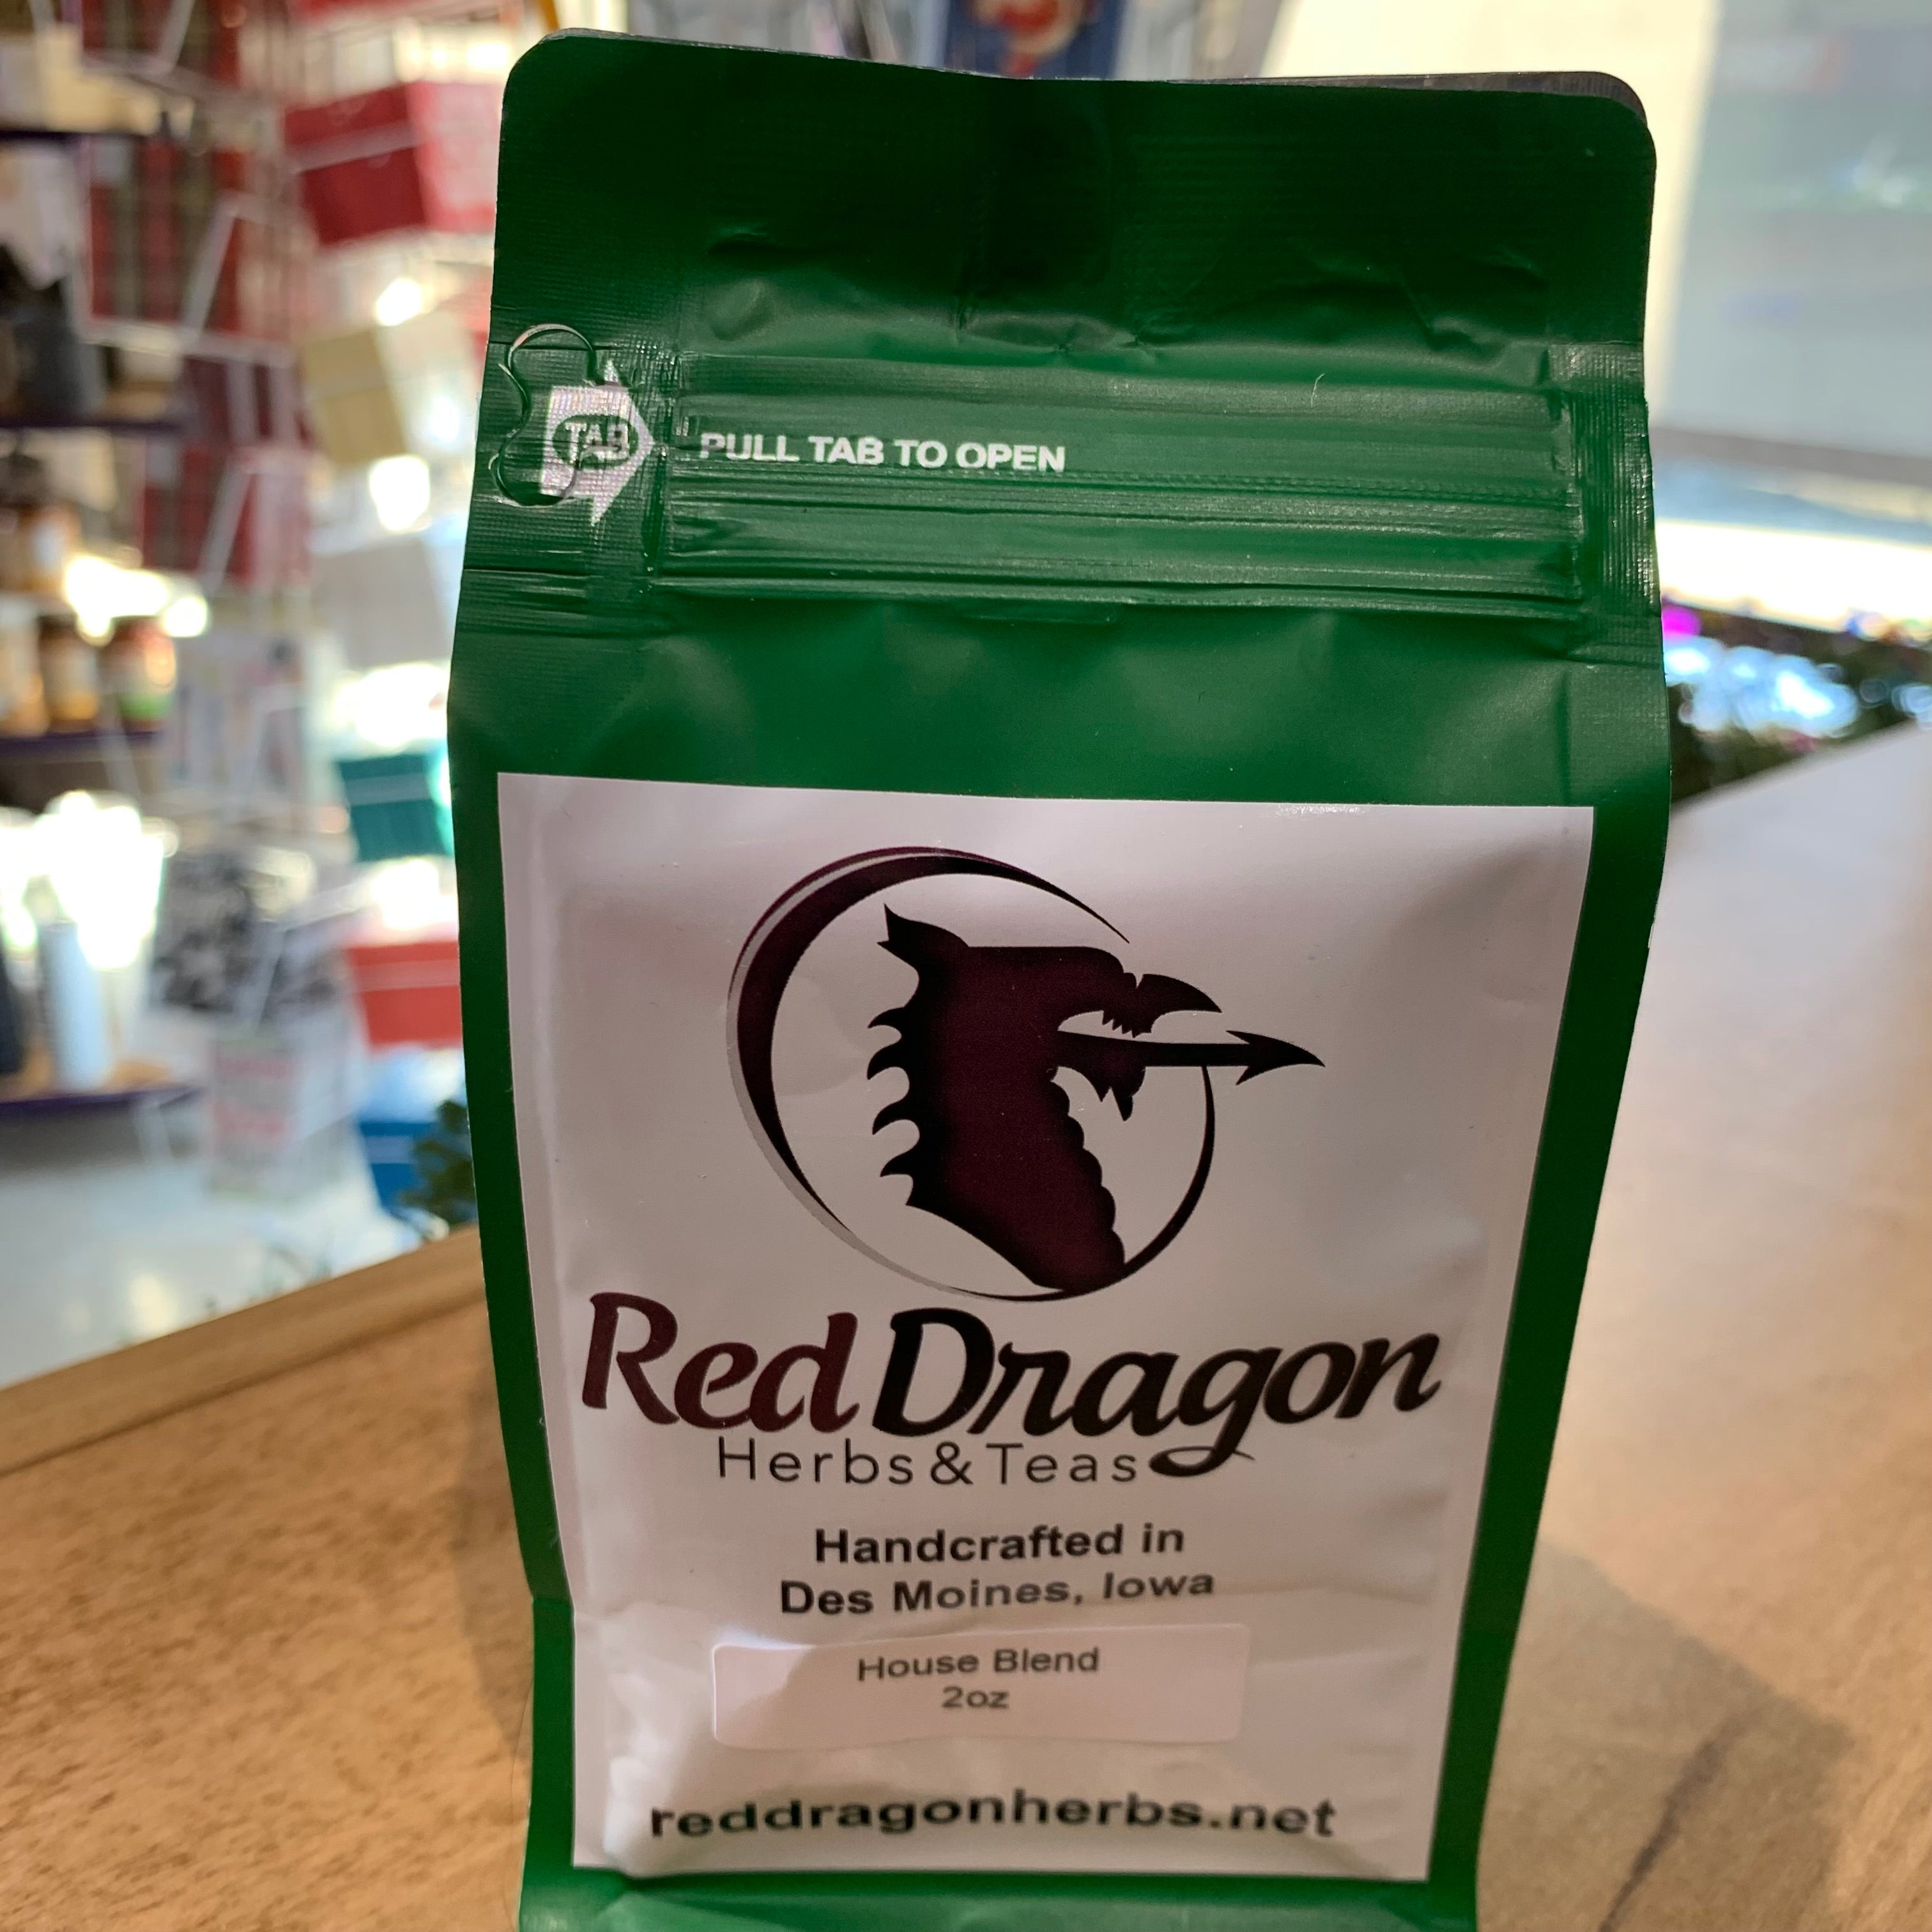 TAB
PULL TAB TO OPEN
Red Dragon
Herbs & Teas
Handcrafted in
Des Moines, Iowa
House Blend
2oz
reddragonherbs.net